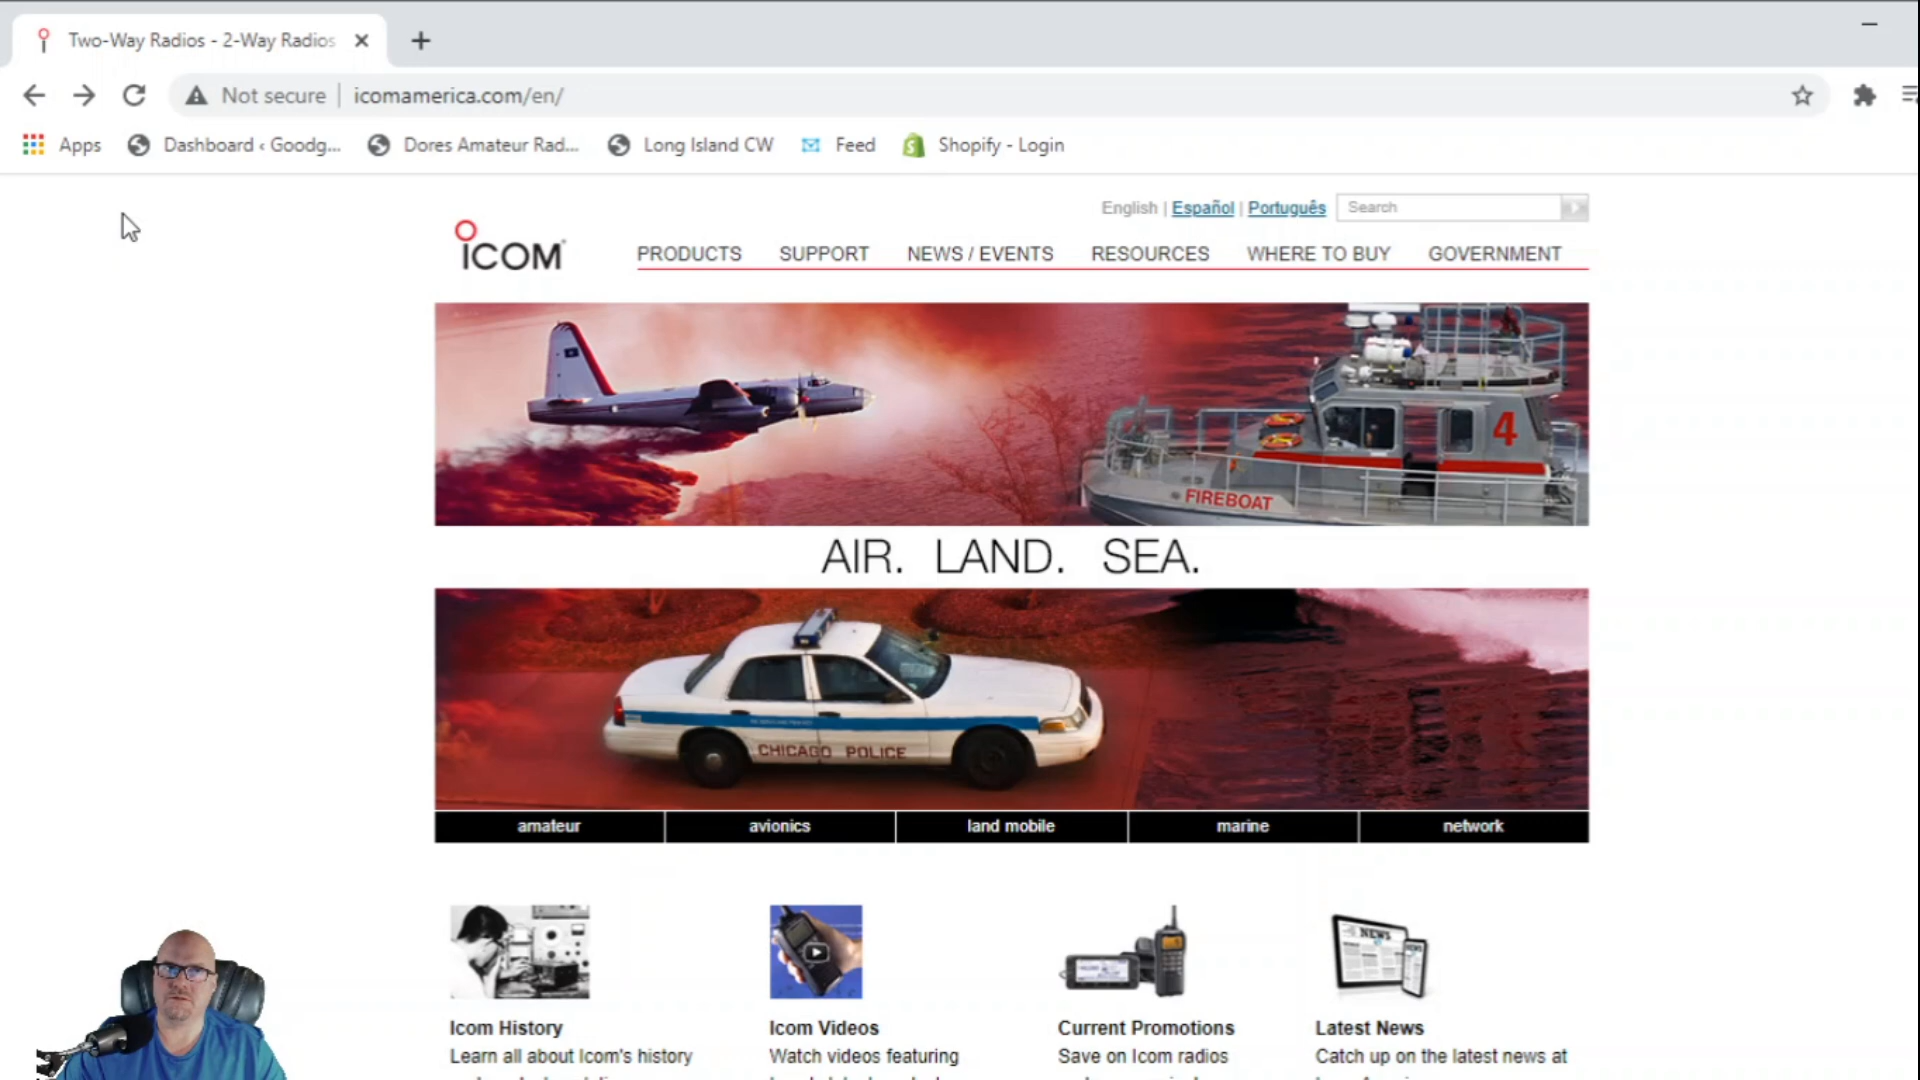 Two-Way Radios - 2-Way Radios
Not secure | icomamerica.com/en/
Apps Dashboard ‹ Goodg... Dores Amateur Rad... Long Island CW Feed Shopify - Login
English | Español | Português Search
ICOM
PRODUCTS SUPPORT NEWS / EVENTS RESOURCES WHERE TO BUY GOVERNMENT
4
FIREBOAT
AIR. LAND. SEA.
CHICAGO POLICE
amateur avionics land mobile marine network
NEWS
Icom History Icom Videos Current Promotions Latest News
Learn all about Icom's history Watch videos featuring Save on Icom radios Catch up on the latest news at